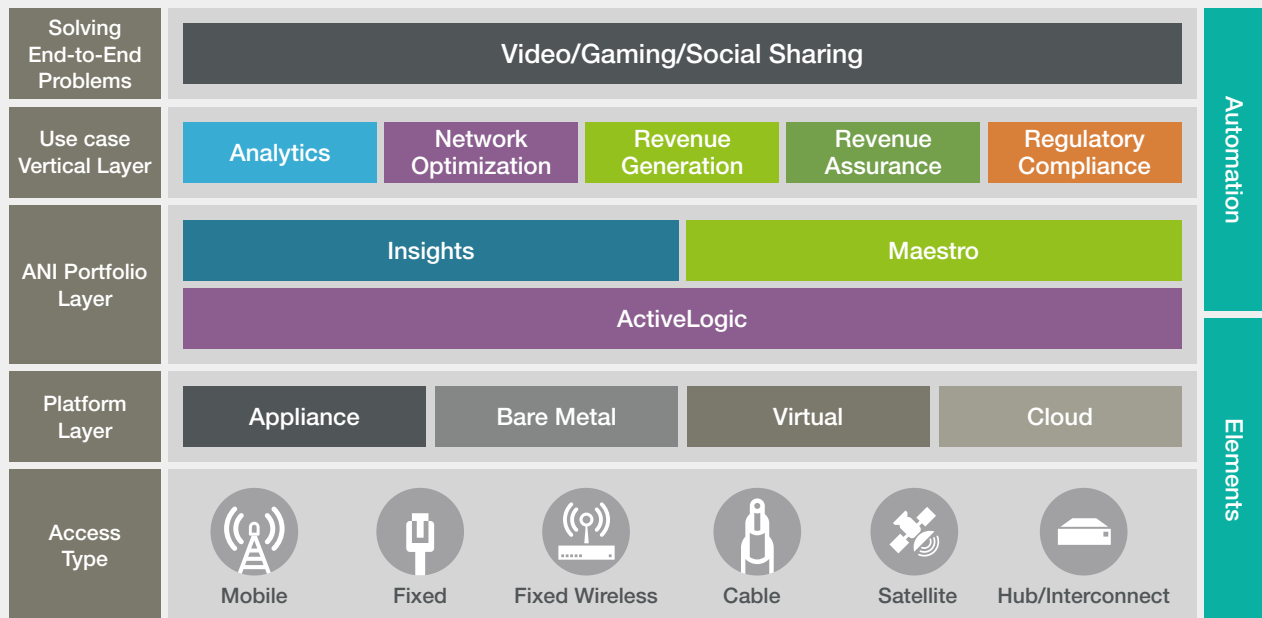 Solving
End-to-End
Problems
Video/Gaming/Social Sharing
Use case
Vertical Layer
Analytics
Network
Optimization
Revenue
Generation
Revenue
Assurance
Regulatory
Compliance
Automation
ANI Portfolio
Layer
Insights
Maestro
ActiveLogic
Platform
Layer
Appliance
Bare Metal
Virtual
Cloud
Elements
Access
Type
Mobile
Fixed
Fixed Wireless
Cable
Satellite
Hub/Interconnect